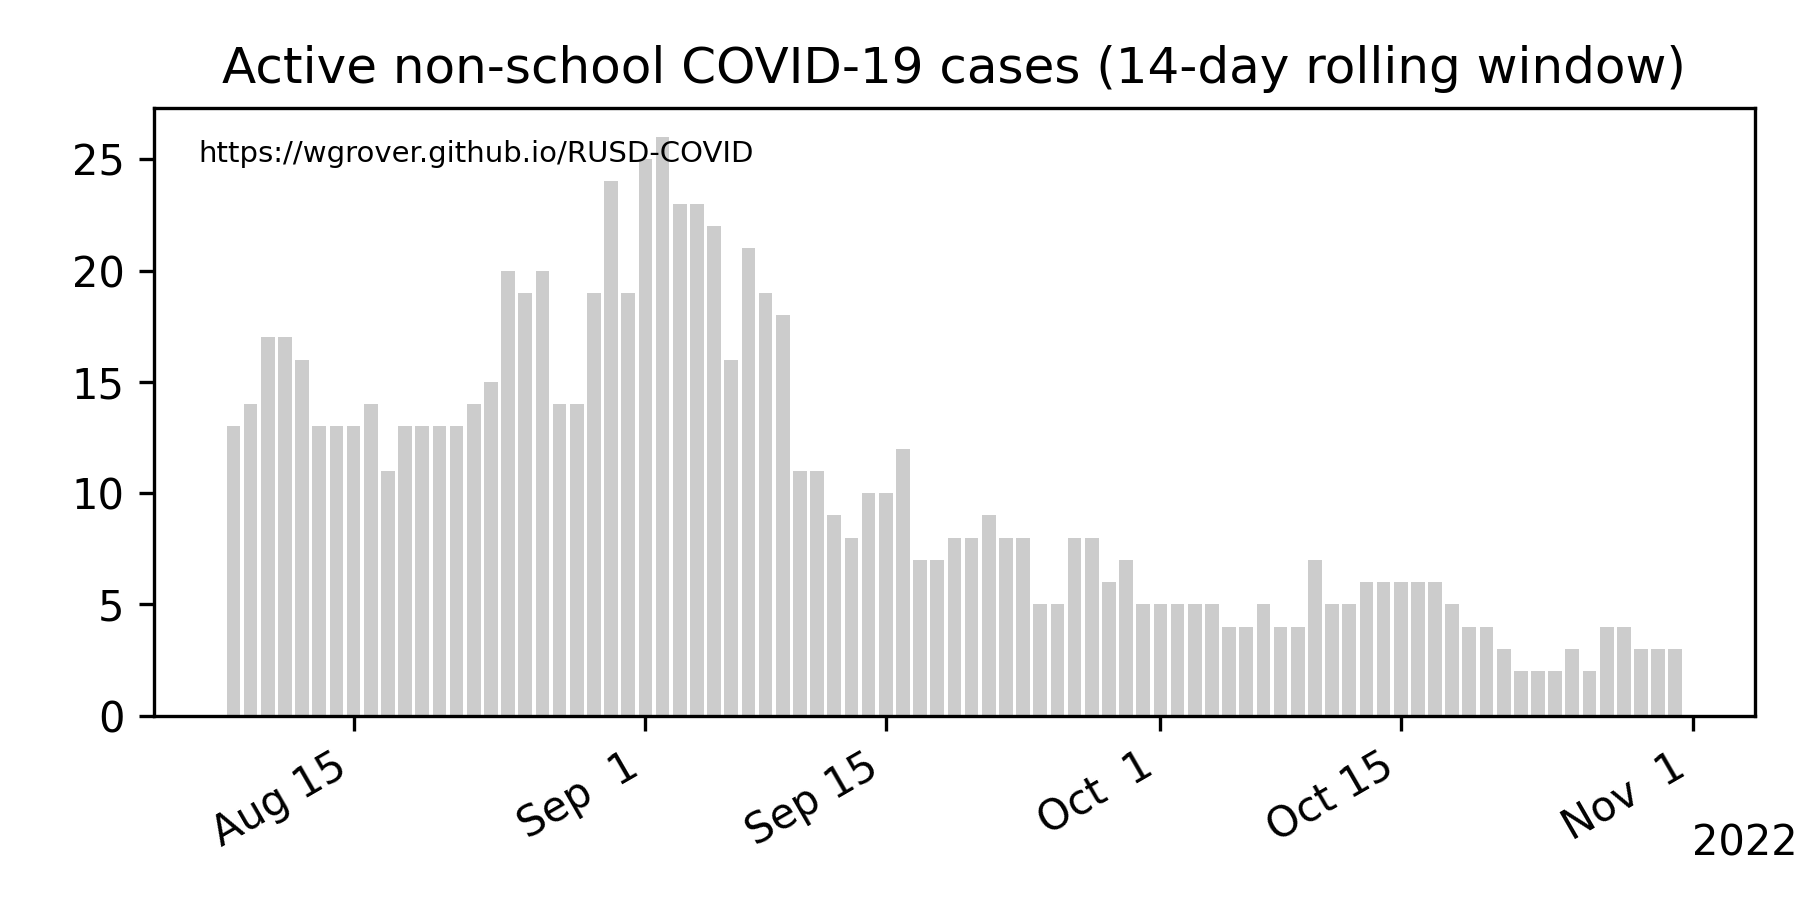 Active non-school COVID-19 cases (14-day rolling window)
https://wgrover.github.io/RUSD-COVID
25
20
15
10
5
0
Aug 15
Sep 1
Sep 15
Oct 1
Oct 15
Nov 1
2022